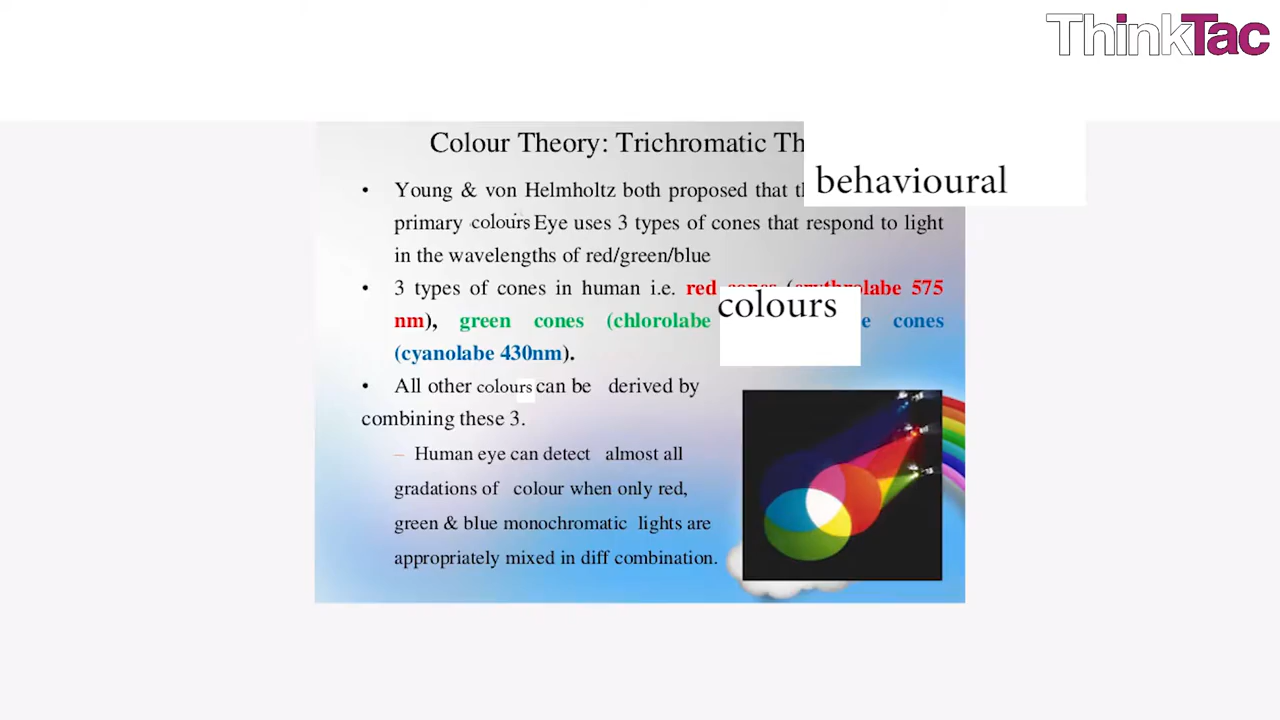 ThinkTac
Colour Theory: Trichromatic Th
behavioural
Young & von Helmholtz both proposed that
primary colours Eye uses 3 types of cones that respond to light
in the wavelengths of red/green/blue
• 3 types of cones in human i.e. red cones (erythrolabe 575
nm), green cones (chlorolabe
colours
cones
(cyanolabe 430nm).
• All other colours can be derived by
combining these 3.
– Human eye can detect almost all
gradations of colour when only red,
green & blue monochromatic lights are
appropriately mixed in diff combination.